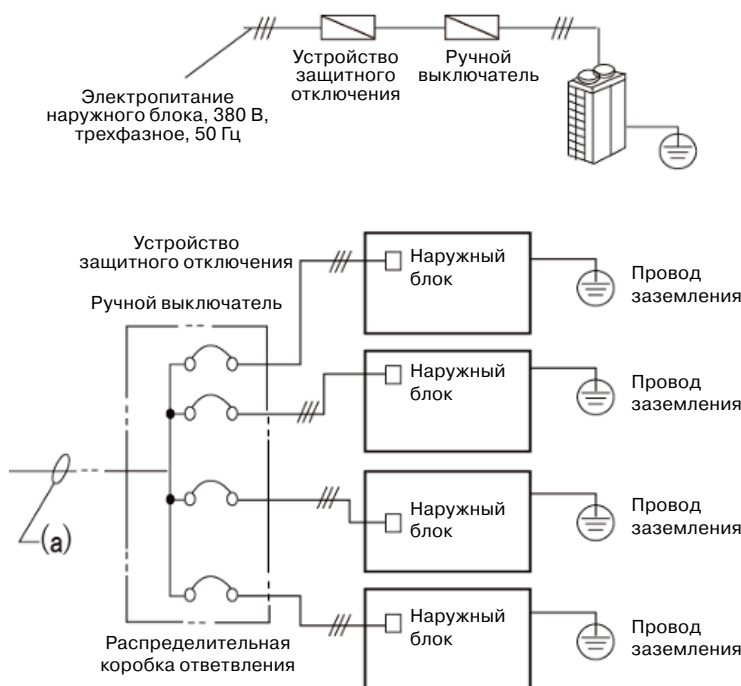 Устройство
защитного
отключения
Ручной
выключатель
Электропитание
наружного блока, 380 В,
трехфазное, 50 Гц
Устройство
защитного отключения
Ручной выключатель
Наружный
блок
Провод
заземления
Наружный
блок
Провод
заземления
Наружный
блок
Провод
заземления
(a)
Наружный
блок
Провод
заземления
Распределительная
коробка ответвления